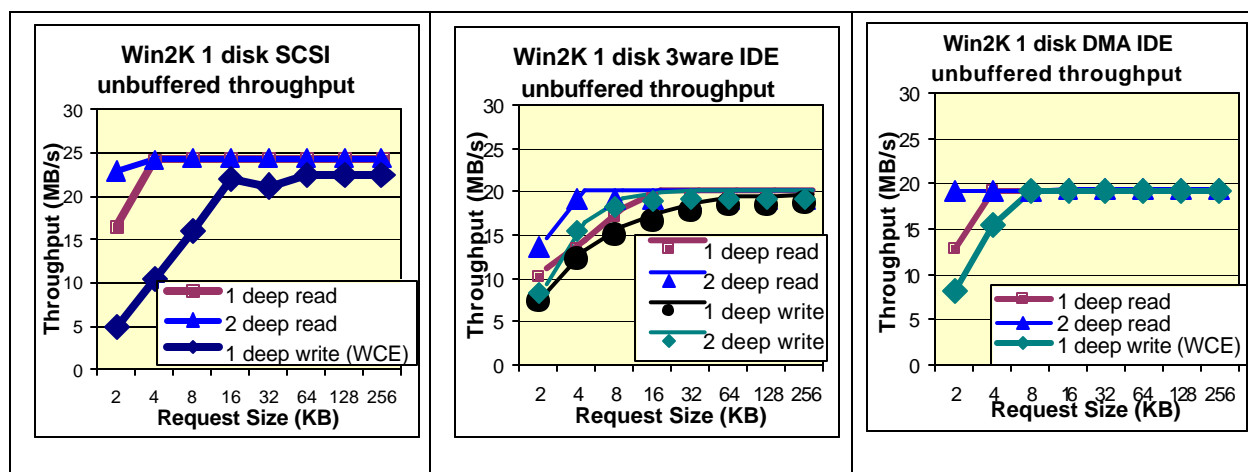 Win2K 1 disk SCSI
unbuffered throughput
Throughput (MB/s)
30
25
20
15
10
5
0
1 deep read
2 deep read
1 deep write (WCE)
2 4 8 16 32 64 128 256
Request Size (KB)
Win2K 1 disk 3ware IDE
unbuffered throughput
Throughput (MB/s)
30
25
20
15
10
5
0
1 deep read
2 deep read
1 deep write
2 deep write
2 4 8 16 32 64 128 256
Request Size (KB)
Win2K 1 disk DMA IDE
unbuffered throughput
Throughput (MB/s)
30
25
20
15
10
5
0
1 deep read
2 deep read
1 deep write (WCE)
2 4 8 16 32 64 128 256
Request Size (KB)